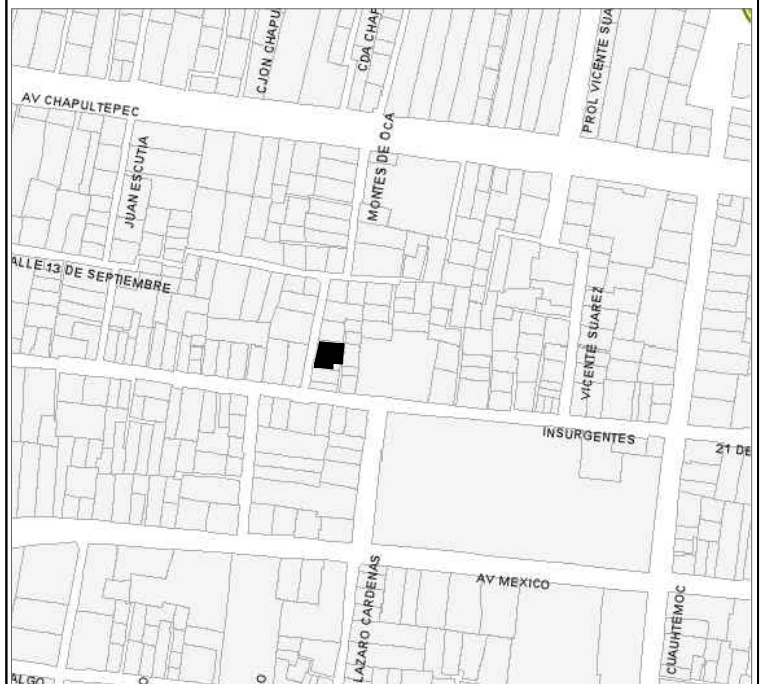 CJON CHAPU
CDA CHAP
PROL VICENTE SUA
AV CHAPULTEPEC
JUAN ESCUTIA
MONTES DE OCA
ALLE 13 DE SEPTIEMBRE
VICENTE SUAREZ
INSURGENTES
21 DE
AV MEXICO
LAZARO CARDENAS
CUAUHTEMOC
ALGO
O
O